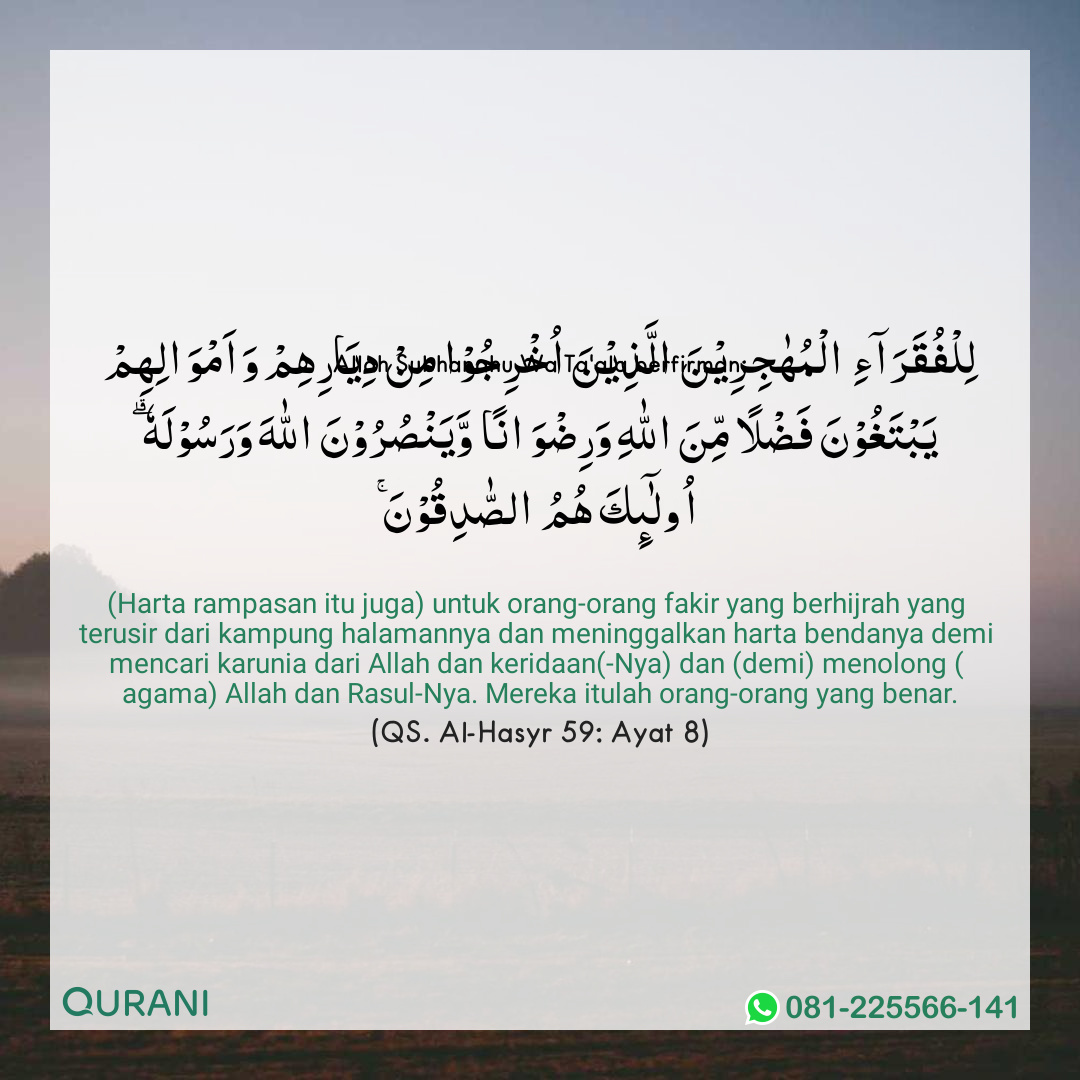 Allah Subhanahu Wa Ta'ala berfirman:
لِلْفُقَرَآءِ الْمُهٰجِرِيْنَ الَّذِيْنَ اُخْرِجُوْا مِنْ دِيَارِهِمْ وَاَمْوَالِهِمْ
يَبْتَغُوْنَ فَضْلًا مِّنَ اللّٰهِ وَرِضْوَانًا وَّيَنْصُرُوْنَ اللّٰهَ وَرَسُوْلَهٗ ۗ
اُولٰٓئِكَ هُمُ الصّٰدِقُوْنَ ۚ
(Harta rampasan itu juga) untuk orang-orang fakir yang berhijrah yang
terusir dari kampung halamannya dan meninggalkan harta bendanya demi
mencari karunia dari Allah dan keridaan(-Nya) dan (demi) menolong (
agama) Allah dan Rasul-Nya. Mereka itulah orang-orang yang benar.
(QS. Al-Hasyr 59: Ayat 8)
QURANI
081-225566-141